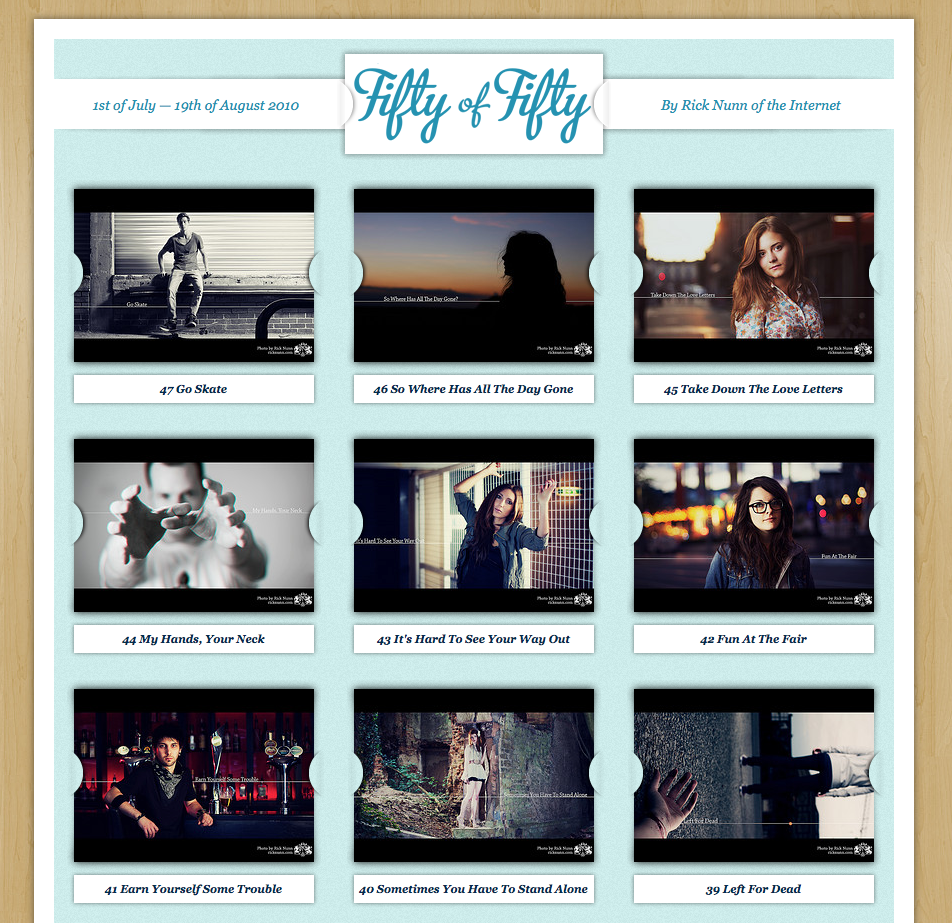 Fifty of Fifty
1st of July — 19th of August 2010
By Rick Nunn of the Internet
Go Skate
Photo by Rick Nunn
ricknunn.com
So Where Has All The Day Gone?
Photo by Rick Nunn
ricknunn.com
Take Down The Love Letters
Photo by Rick Nunn
ricknunn.com
47 Go Skate
46 So Where Has All The Day Gone
45 Take Down The Love Letters
My Hands, Your Neck
Photo by Rick Nunn
ricknunn.com
It's Hard To See Your Way Out
Photo by Rick Nunn
ricknunn.com
Fun At The Fair
Photo by Rick Nunn
ricknunn.com
44 My Hands, Your Neck
43 It's Hard To See Your Way Out
42 Fun At The Fair
Earn Yourself Some Trouble
Photo by Rick Nunn
ricknunn.com
Sometimes You Have To Stand Alone
Photo by Rick Nunn
ricknunn.com
Left For Dead
Photo by Rick Nunn
ricknunn.com
41 Earn Yourself Some Trouble
40 Sometimes You Have To Stand Alone
39 Left For Dead